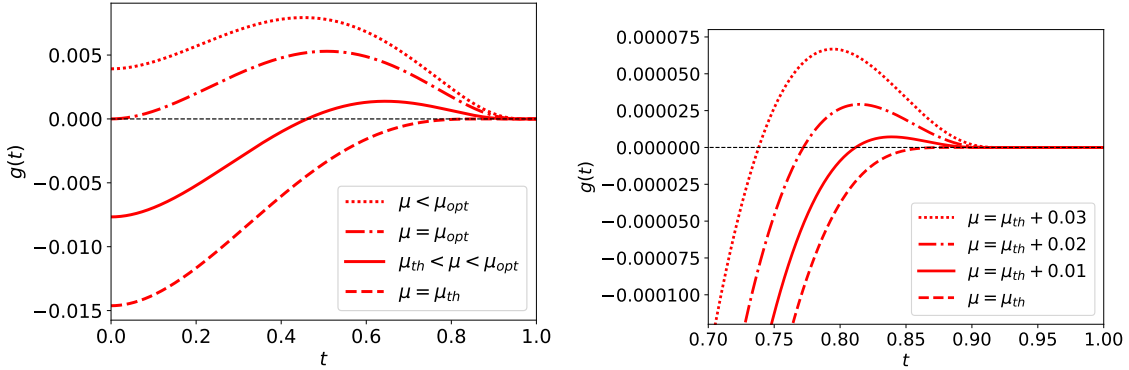 0.005
0.000
−0.005
−0.010
−0.015
g(t)
0.0 0.2 0.4 0.6 0.8 1.0
t
μ < μ_opt
μ = μ_opt
μ_th < μ < μ_opt
μ = μ_th
0.000075
0.000050
0.000025
0.000000
−0.000025
−0.000050
−0.000075
−0.000100
g(t)
0.70 0.75 0.80 0.85 0.90 0.95 1.00
t
μ = μ_th + 0.03
μ = μ_th + 0.02
μ = μ_th + 0.01
μ = μ_th